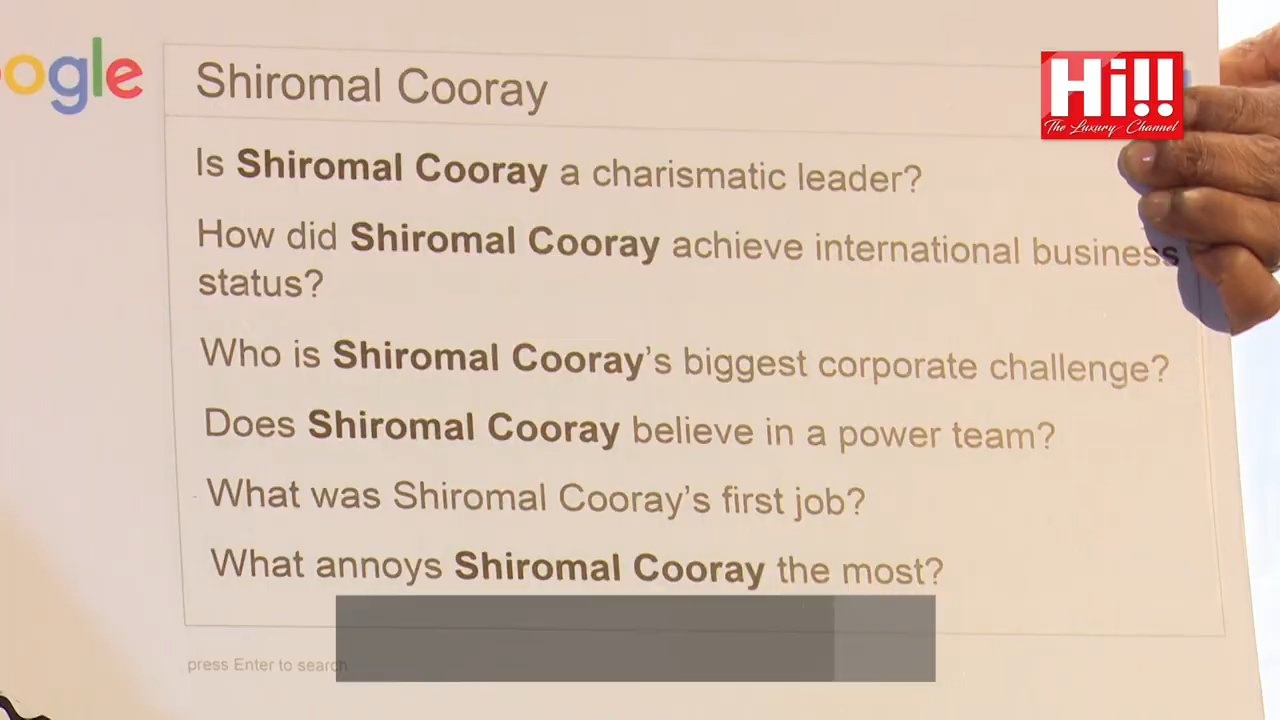 oogle
Shiromal Cooray
Hi!!
The Luxury Channel
Is Shiromal Cooray a charismatic leader?
How did Shiromal Cooray achieve international business
status?
Who is Shiromal Cooray's biggest corporate challenge?
Does Shiromal Cooray believe in a power team?
What was Shiromal Cooray's first job?
What annoys Shiromal Cooray the most?
press Enter to search